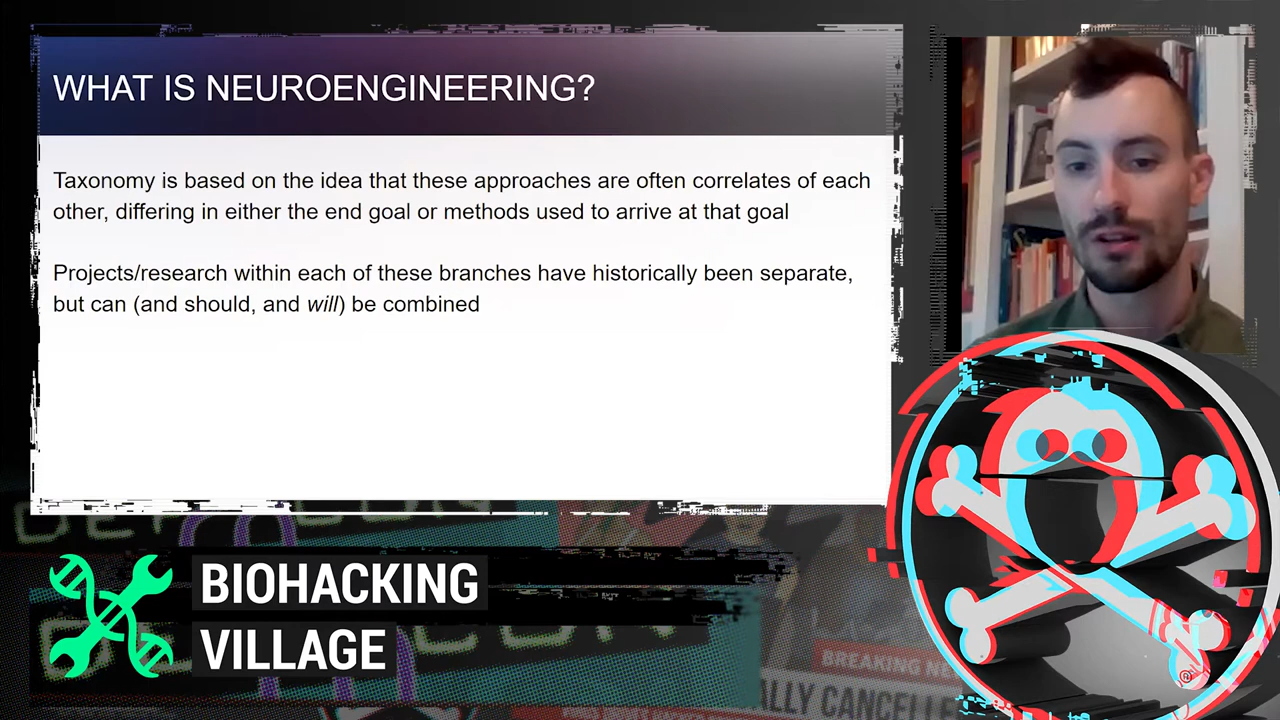 WHAT IS NEUROENGINEERING?
Taxonomy is based on the idea that these approaches are often correlates of each
other, differing in either the end goal or methods used to arrive at that goal
Projects/research within each of these branches have historically been separate,
but can (and should, and will) be combined
BIOHACKING
VILLAGE
BREAKING
ALLY CANCELLE
®